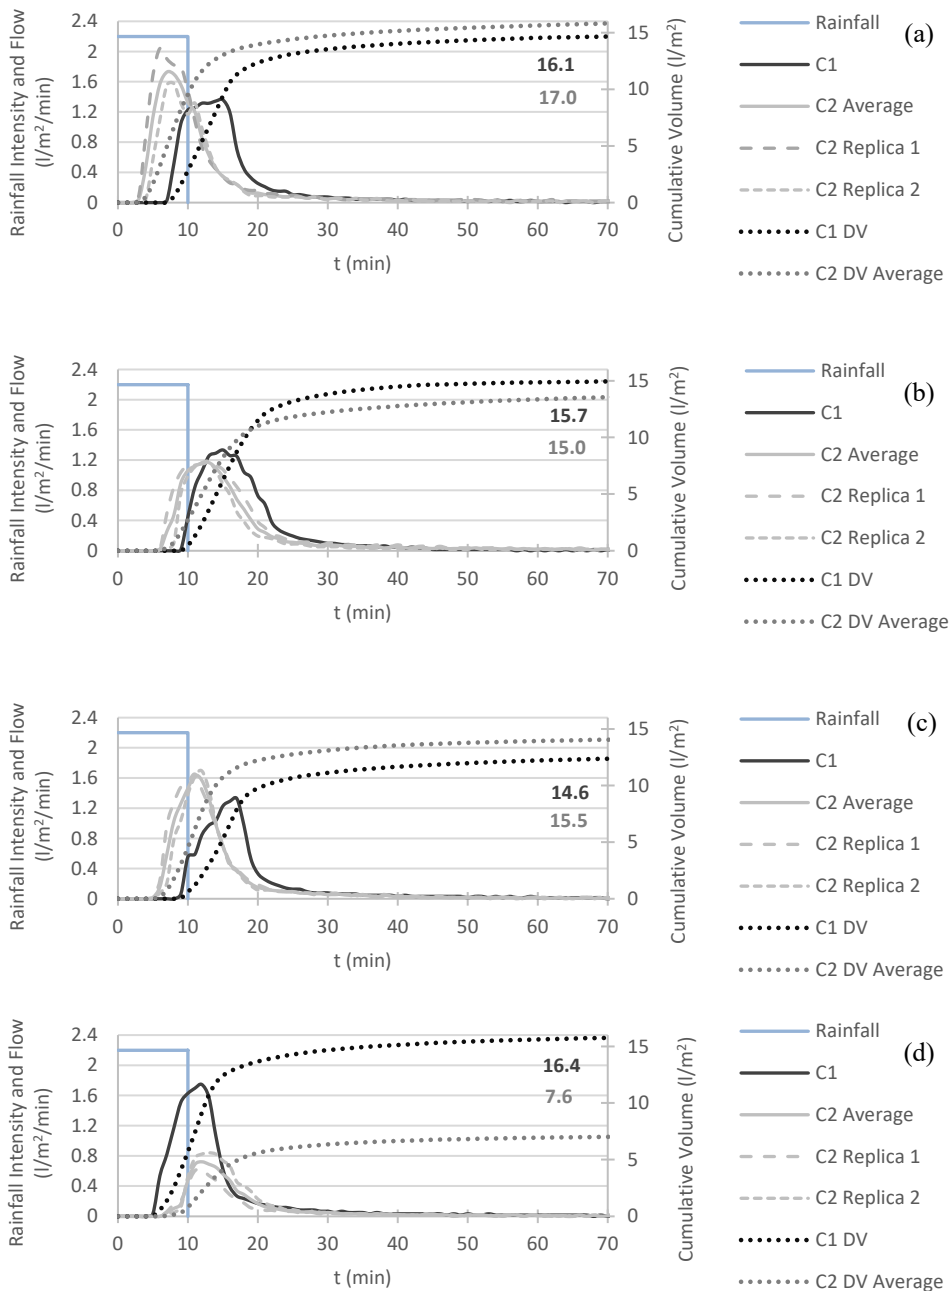 Rainfall Intensity and Flow
(l/m²/min)
2.4
2
1.6
1.2
0.8
0.4
0
0 10 20 30 40 50 60 70
t (min)
15
10
5
0
Cumulative Volume (l/m²)
16.1
17.0
Rainfall
C1
C2 Average
C2 Replica 1
C2 Replica 2
C1 DV
C2 DV Average
(a)
Rainfall Intensity and Flow
(l/m²/min)
2.4
2
1.6
1.2
0.8
0.4
0
0 10 20 30 40 50 60 70
t (min)
15
10
5
0
Cumulative Volume (l/m²)
15.7
15.0
Rainfall
C1
C2 Average
C2 Replica 1
C2 Replica 2
C1 DV
C2 DV Average
(b)
Rainfall Intensity and Flow
(l/m²/min)
2.4
2
1.6
1.2
0.8
0.4
0
0 10 20 30 40 50 60 70
t (min)
15
10
5
0
Cumulative Volume (l/m²)
14.6
15.5
Rainfall
C1
C2 Average
C2 Replica 1
C2 Replica 2
C1 DV
C2 DV Average
(c)
Rainfall Intensity and Flow
(l/m²/min)
2.4
2
1.6
1.2
0.8
0.4
0
0 10 20 30 40 50 60 70
t (min)
15
10
5
0
Cumulative Volume (l/m²)
16.4
7.6
Rainfall
C1
C2 Average
C2 Replica 1
C2 Replica 2
C1 DV
C2 DV Average
(d)